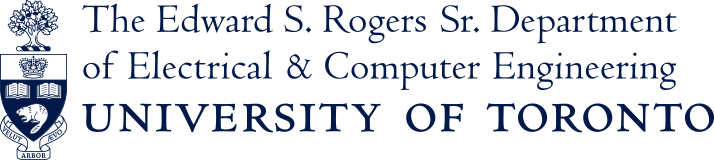 The Edward S. Rogers Sr. Department
of Electrical & Computer Engineering
UNIVERSITY OF TORONTO
VELUT ARBOR ÆVO